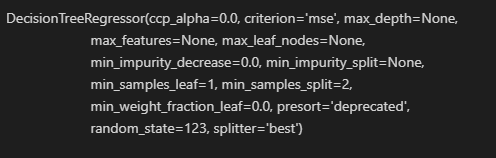 DecisionTreeRegressor(ccp_alpha=0.0, criterion='mse', max_depth=None,
max_features=None, max_leaf_nodes=None,
min_impurity_decrease=0.0, min_impurity_split=None,
min_samples_leaf=1, min_samples_split=2,
min_weight_fraction_leaf=0.0, presort='deprecated',
random_state=123, splitter='best')